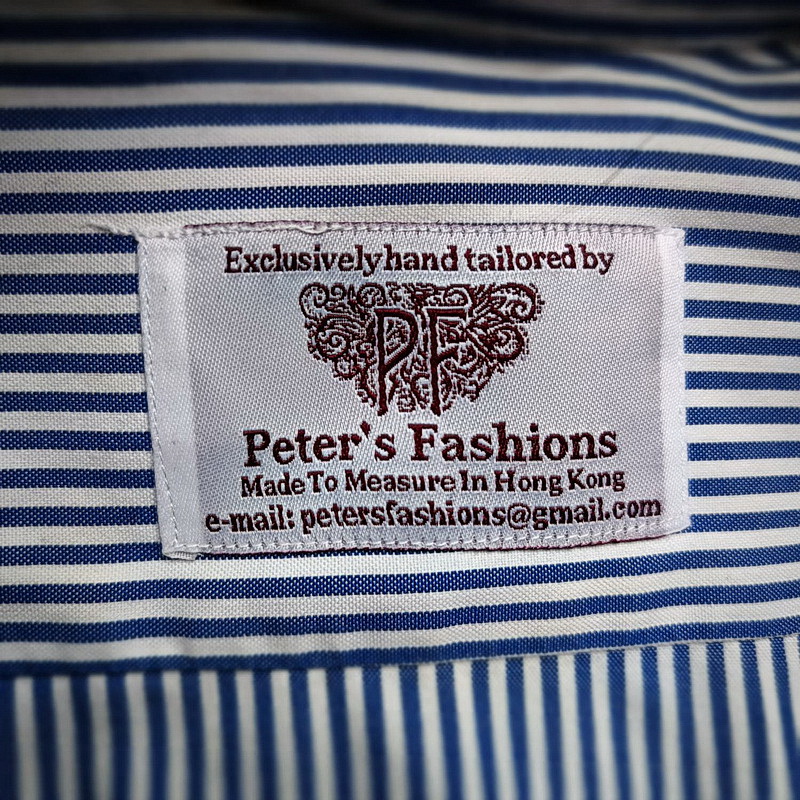 Exclusively hand tailored by
PF
Peter's Fashions
Made To Measure In Hong Kong
e-mail: petersfashions@gmail.com